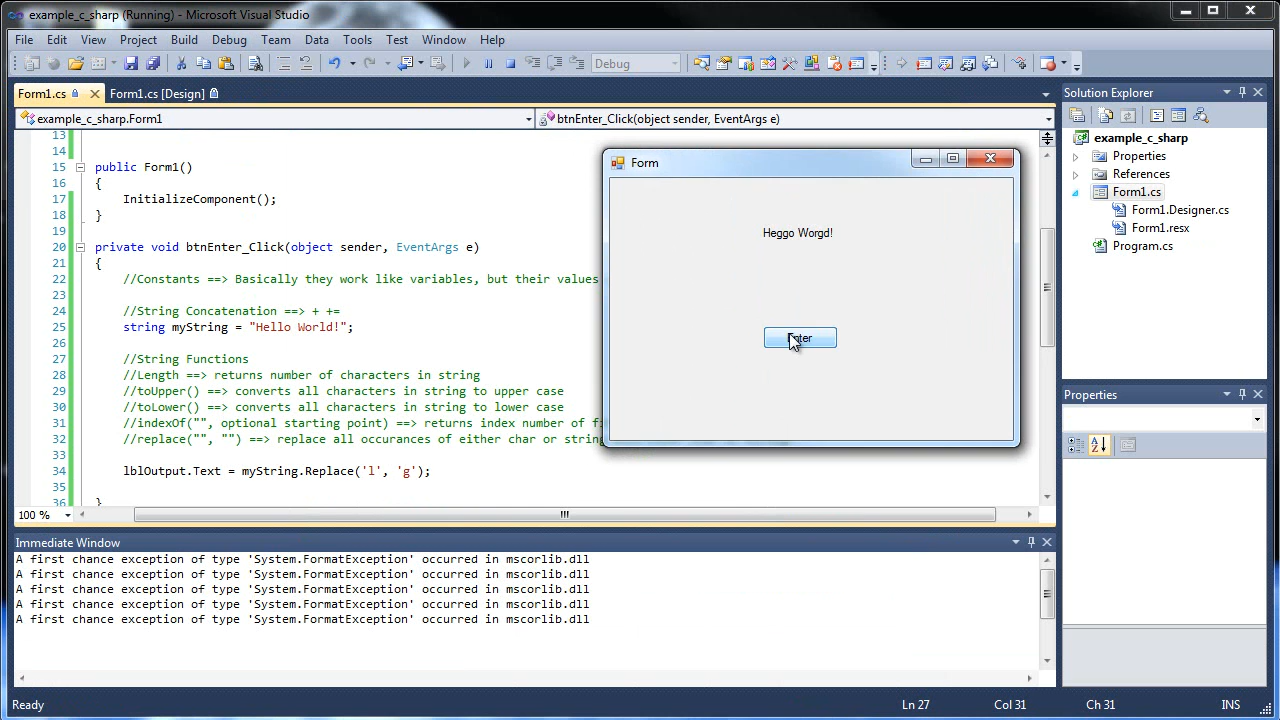 example_c_sharp (Running) - Microsoft Visual Studio
File Edit View Project Build Debug Team Data Tools Test Window Help
Debug
Form1.cs
Form1.cs [Design]
example_c_sharp.Form1
btnEnter_Click(object sender, EventArgs e)
13
14
15 public Form1()
16 {
17 InitializeComponent();
18 }
19
20 private void btnEnter_Click(object sender, EventArgs e)
21 {
22 //Constants ==> Basically they work like variables, but their values
23
24 //String Concatenation ==> + +=
25 string myString = "Hello World!";
26
27 //String Functions
28 //Length ==> returns number of characters in string
29 //toUpper() ==> converts all characters in string to upper case
30 //toLower() ==> converts all characters in string to lower case
31 //indexOf("", optional starting point) ==> returns index number of fi
32 //replace("", "") ==> replace all occurances of either char or string
33
34 lblOutput.Text = myString.Replace('l', 'g');
35
36 }
100 %
Form
Heggo Worgd!
Enter
Solution Explorer
example_c_sharp
Properties
References
Form1.cs
Form1.Designer.cs
Form1.resx
Program.cs
Properties
Immediate Window
A first chance exception of type 'System.FormatException' occurred in mscorlib.dll
A first chance exception of type 'System.FormatException' occurred in mscorlib.dll
A first chance exception of type 'System.FormatException' occurred in mscorlib.dll
A first chance exception of type 'System.FormatException' occurred in mscorlib.dll
A first chance exception of type 'System.FormatException' occurred in mscorlib.dll
Ready
Ln 27 Col 31 Ch 31 INS